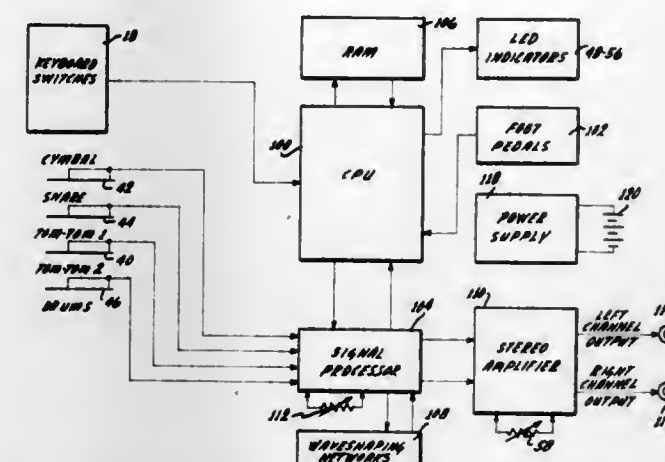 18
KEYBOARD
SWITCHES
106
RAM
LED
INDICATORS
48-56
100
CPU
FOOT
PEDALS
102
118
POWER
SUPPLY
120
CYMBAL
42
SNARE
44
TOM-TOM 1
40
TOM-TOM 2
46
DRUMS
104
SIGNAL
PROCESSOR
112
108
WAVESHAPING
NETWORKS
110
STEREO
AMPLIFIER
58
LEFT
CHANNEL
OUTPUT
RIGHT
CHANNEL
OUTPUT